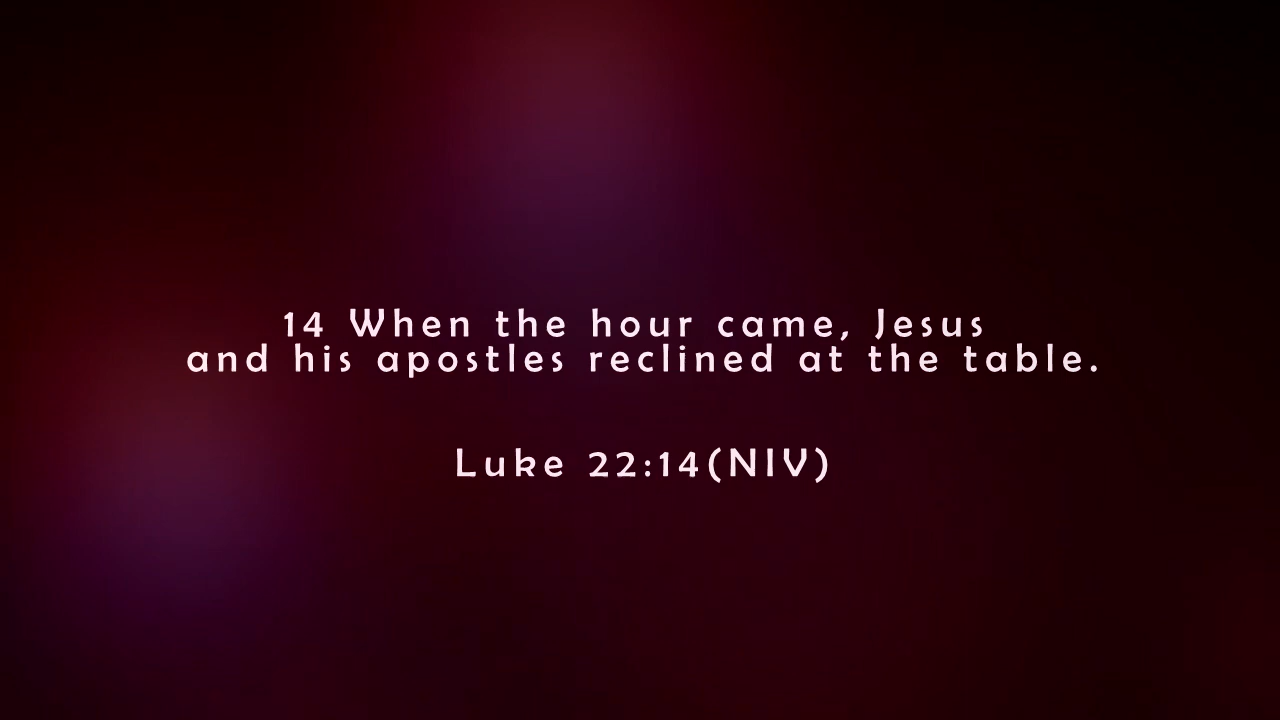 14 When the hour came, Jesus
and his apostles reclined at the table.
Luke 22:14(NIV)